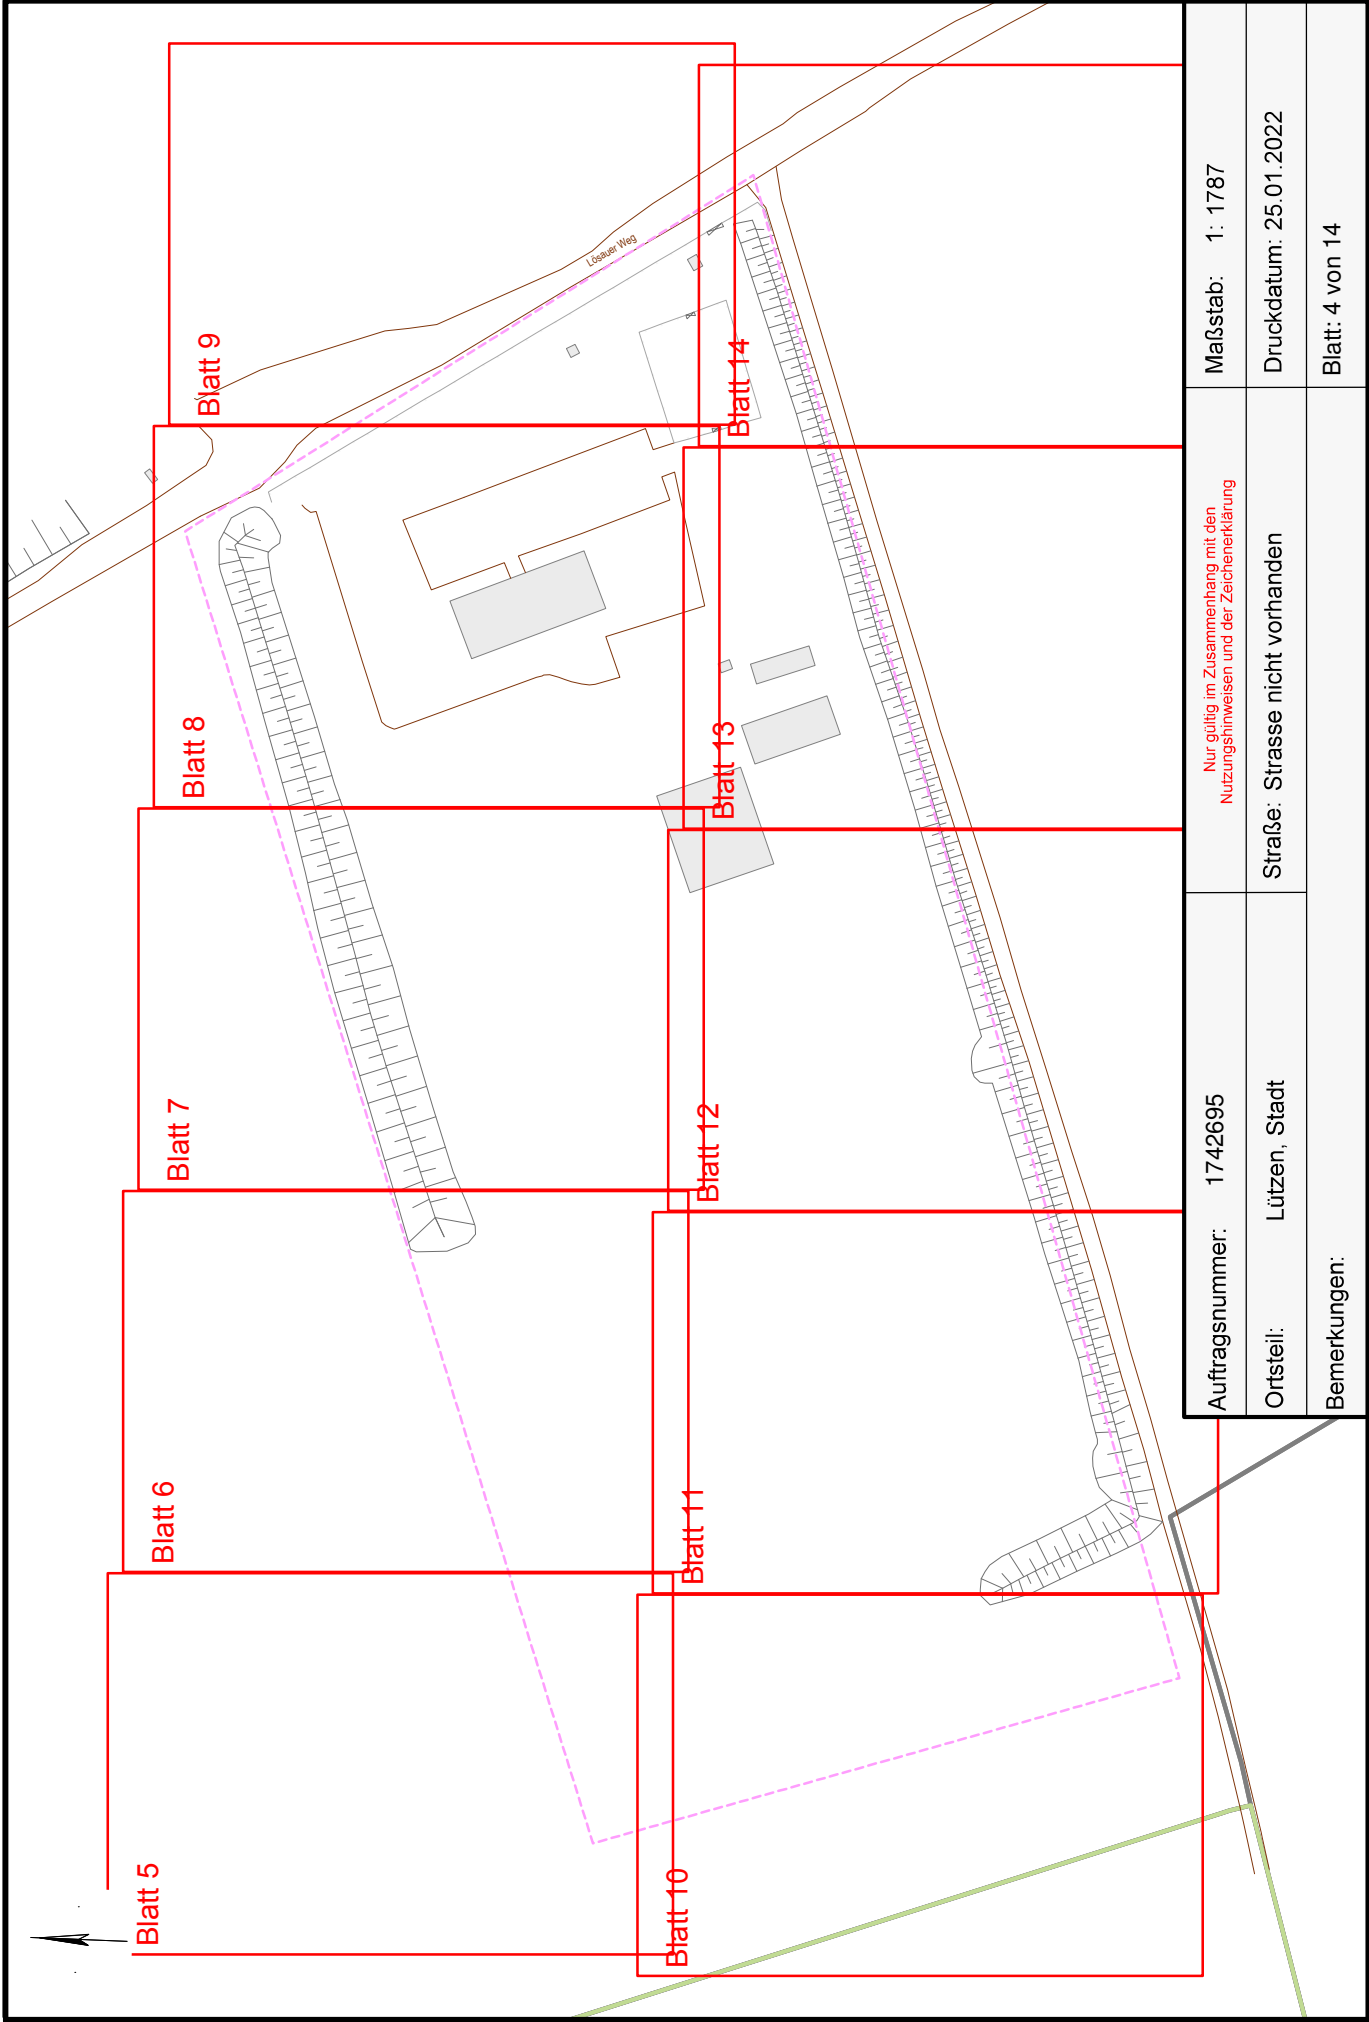 Blatt 5
Blatt 6
Blatt 7
Blatt 8
Blatt 9
Blatt 10
Blatt 11
Blatt 12
Blatt 13
Blatt 14
Lösauer Weg
Auftragsnummer: 1742695
Nur gültig im Zusammenhang mit den
Nutzungshinweisen und der Zeichenerklärung
Maßstab: 1: 1787
Ortsteil: Lützen, Stadt
Straße: Strasse nicht vorhanden
Druckdatum: 25.01.2022
Bemerkungen:
Blatt: 4 von 14